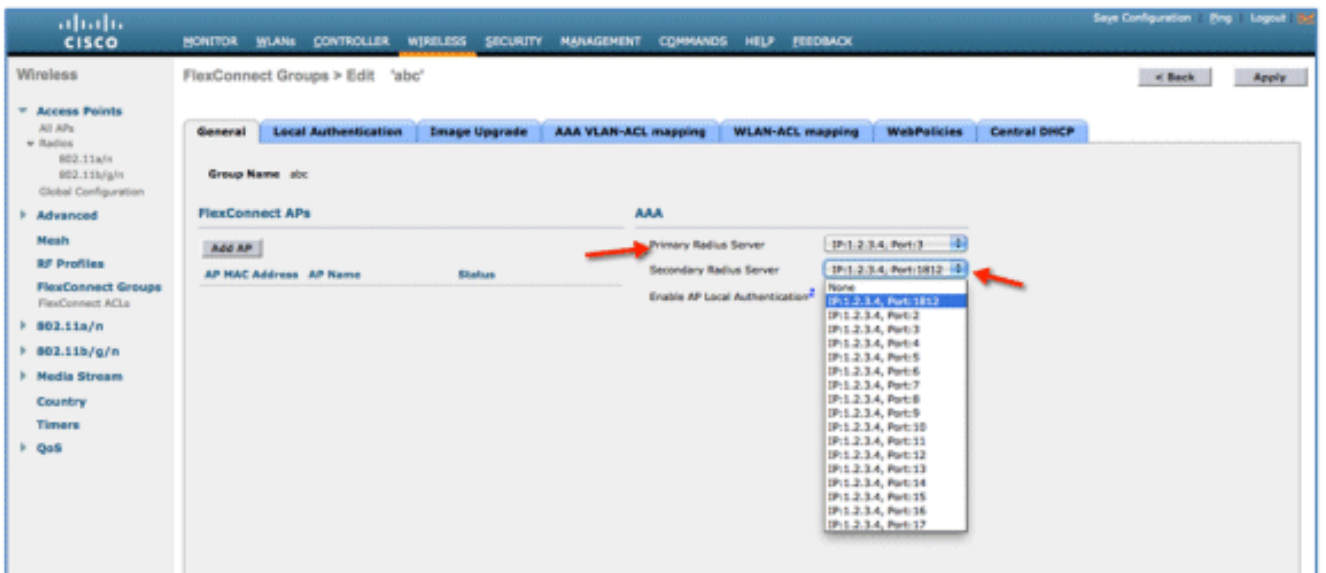 Save Configuration | Ping | Logout
CISCO
MONITOR WLANs CONTROLLER WIRELESS SECURITY MANAGEMENT COMMANDS HELP FEEDBACK
Wireless
FlexConnect Groups > Edit 'abc'
< Back
Apply
Access Points
All APs
Radios
802.11a/n
802.11b/g/n
Global Configuration
Advanced
Mesh
RF Profiles
FlexConnect Groups
FlexConnect ACLs
802.11a/n
802.11b/g/n
Media Stream
Country
Timers
QoS
General Local Authentication Image Upgrade AAA VLAN-ACL mapping WLAN-ACL mapping WebPolicies Central DHCP
Group Name abc
FlexConnect APs
Add AP
AP MAC Address AP Name Status
AAA
Primary Radius Server IP:1.2.3.4, Port:3
Secondary Radius Server IP:1.2.3.4, Port:1812
Enable AP Local Authentication2
None
IP:1.2.3.4, Port:1812
IP:1.2.3.4, Port:2
IP:1.2.3.4, Port:3
IP:1.2.3.4, Port:4
IP:1.2.3.4, Port:5
IP:1.2.3.4, Port:6
IP:1.2.3.4, Port:7
IP:1.2.3.4, Port:8
IP:1.2.3.4, Port:9
IP:1.2.3.4, Port:10
IP:1.2.3.4, Port:11
IP:1.2.3.4, Port:12
IP:1.2.3.4, Port:13
IP:1.2.3.4, Port:14
IP:1.2.3.4, Port:15
IP:1.2.3.4, Port:16
IP:1.2.3.4, Port:17